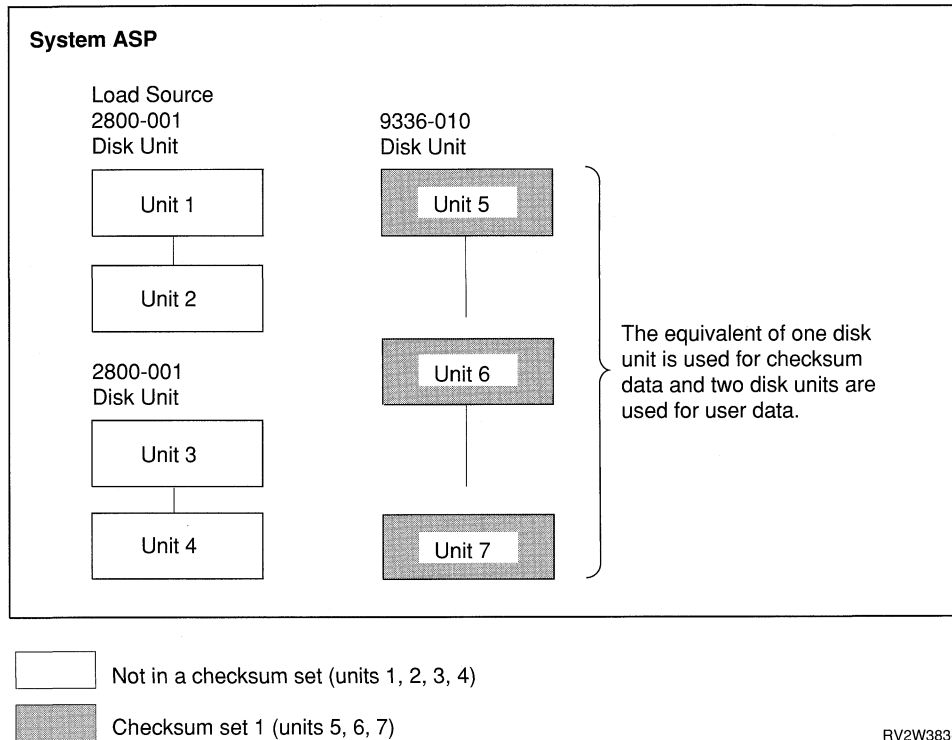 System ASP
Load Source
2800-001
Disk Unit
Unit 1
Unit 2
2800-001
Disk Unit
Unit 3
Unit 4
9336-010
Disk Unit
Unit 5
Unit 6
Unit 7
The equivalent of one disk
unit is used for checksum
data and two disk units are
used for user data.
Not in a checksum set (units 1, 2, 3, 4)
Checksum set 1 (units 5, 6, 7)
RV2W383